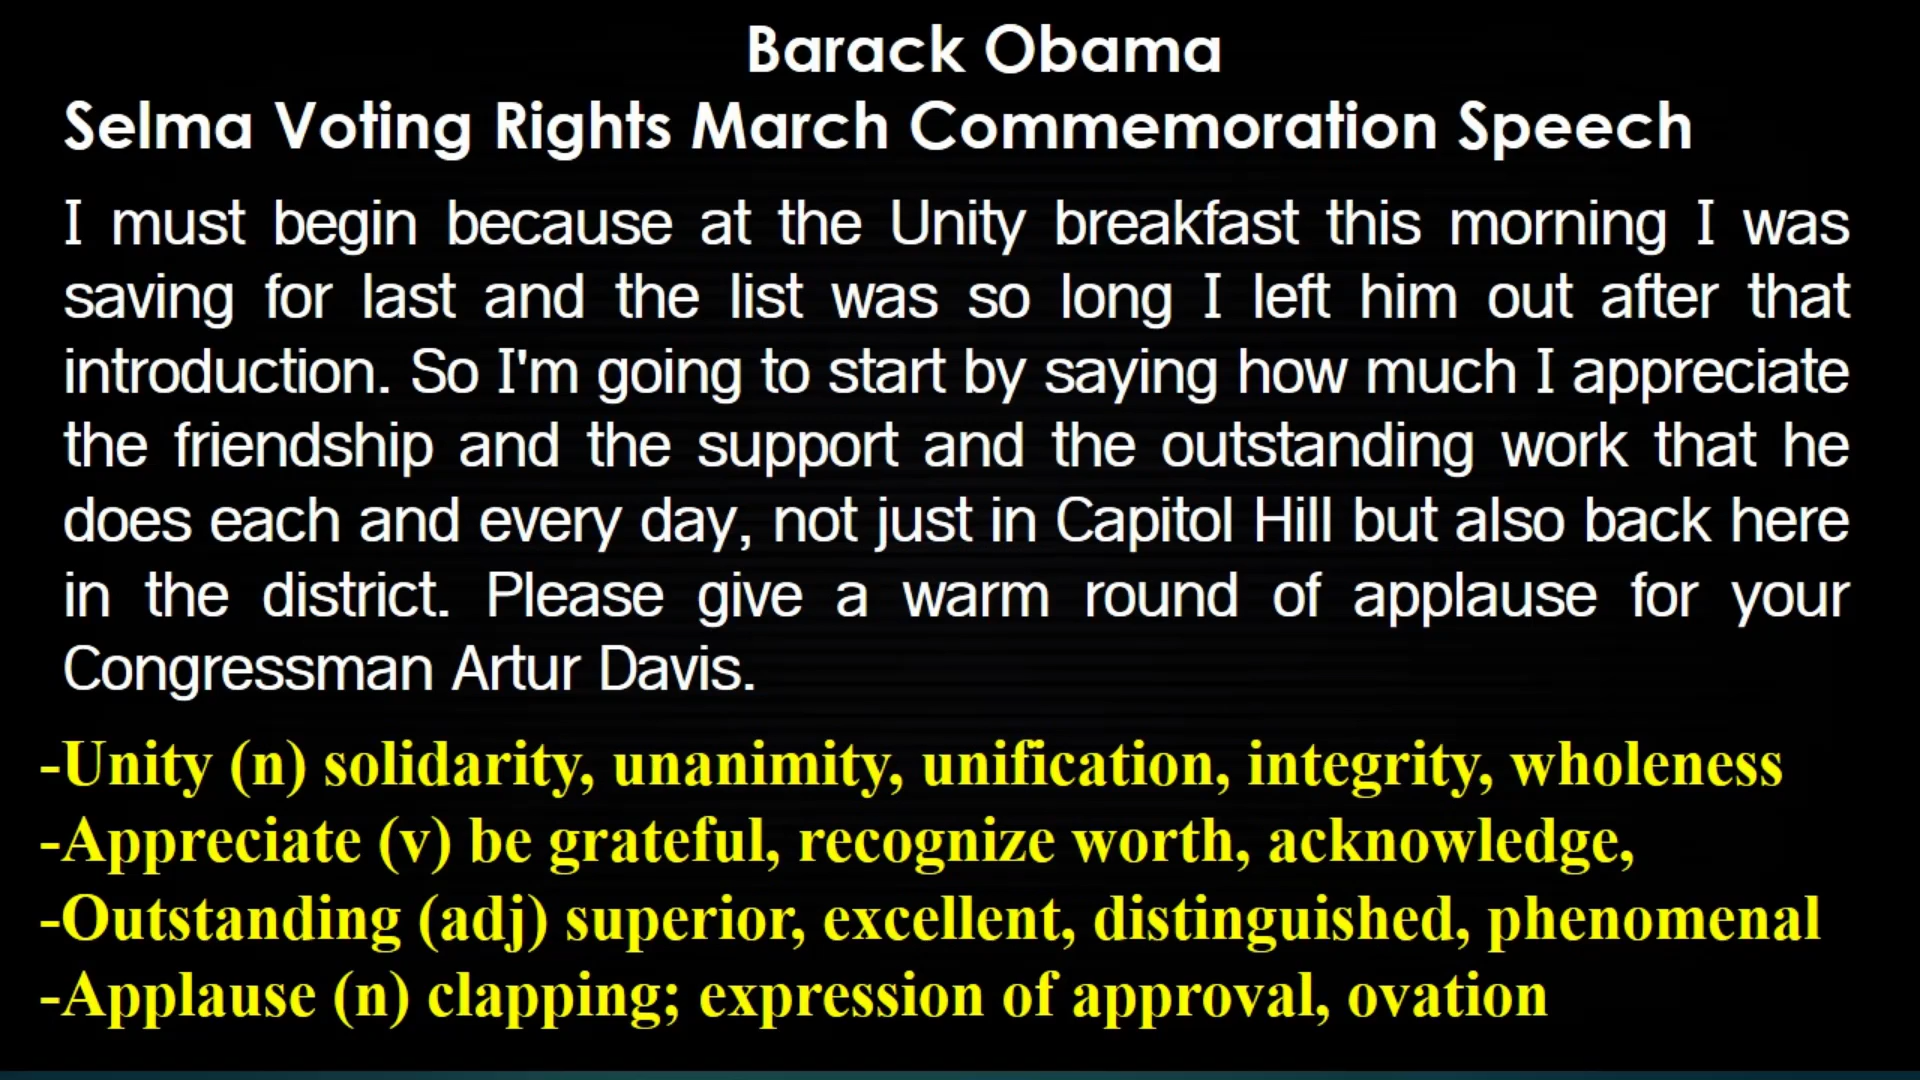 Barack Obama
Selma Voting Rights March Commemoration Speech
I must begin because at the Unity breakfast this morning I was
saving for last and the list was so long I left him out after that
introduction. So I'm going to start by saying how much I appreciate
the friendship and the support and the outstanding work that he
does each and every day, not just in Capitol Hill but also back here
in the district. Please give a warm round of applause for your
Congressman Artur Davis.
-Unity (n) solidarity, unanimity, unification, integrity, wholeness
-Appreciate (v) be grateful, recognize worth, acknowledge,
-Outstanding (adj) superior, excellent, distinguished, phenomenal
-Applause (n) clapping; expression of approval, ovation